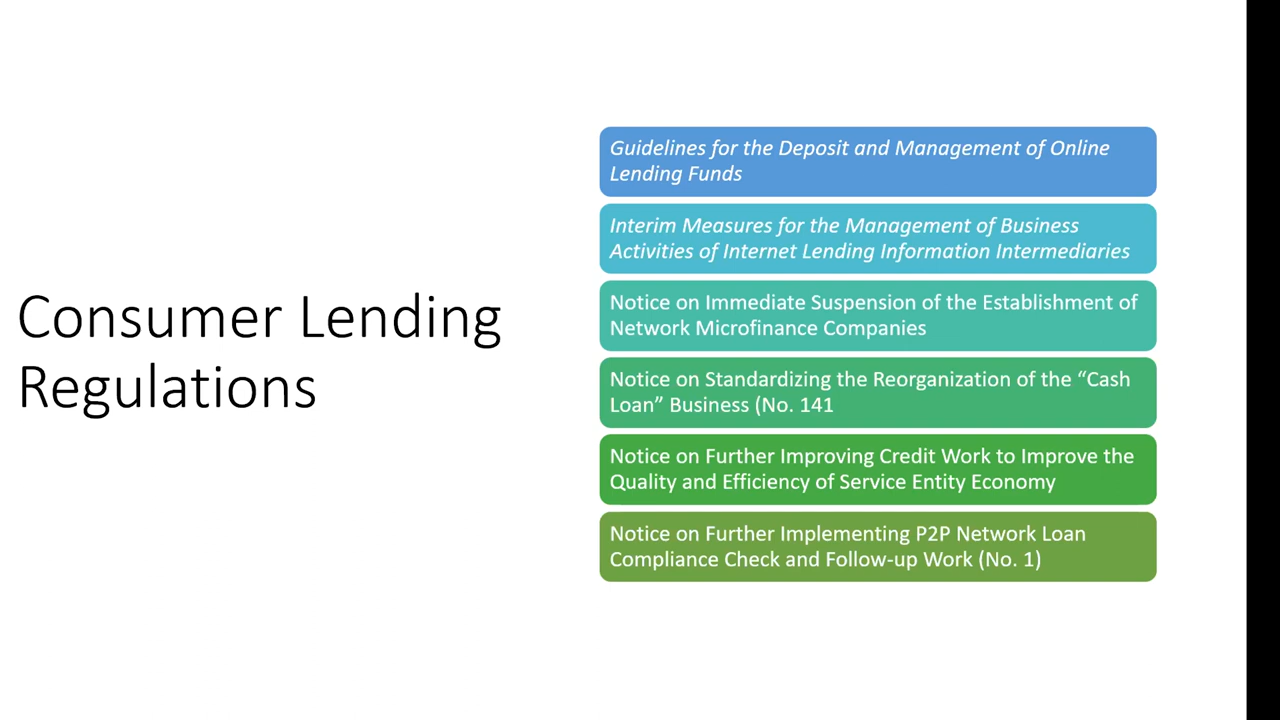 Consumer Lending
Regulations
Guidelines for the Deposit and Management of Online
Lending Funds
Interim Measures for the Management of Business
Activities of Internet Lending Information Intermediaries
Notice on Immediate Suspension of the Establishment of
Network Microfinance Companies
Notice on Standardizing the Reorganization of the “Cash
Loan” Business (No. 141
Notice on Further Improving Credit Work to Improve the
Quality and Efficiency of Service Entity Economy
Notice on Further Implementing P2P Network Loan
Compliance Check and Follow-up Work (No. 1)